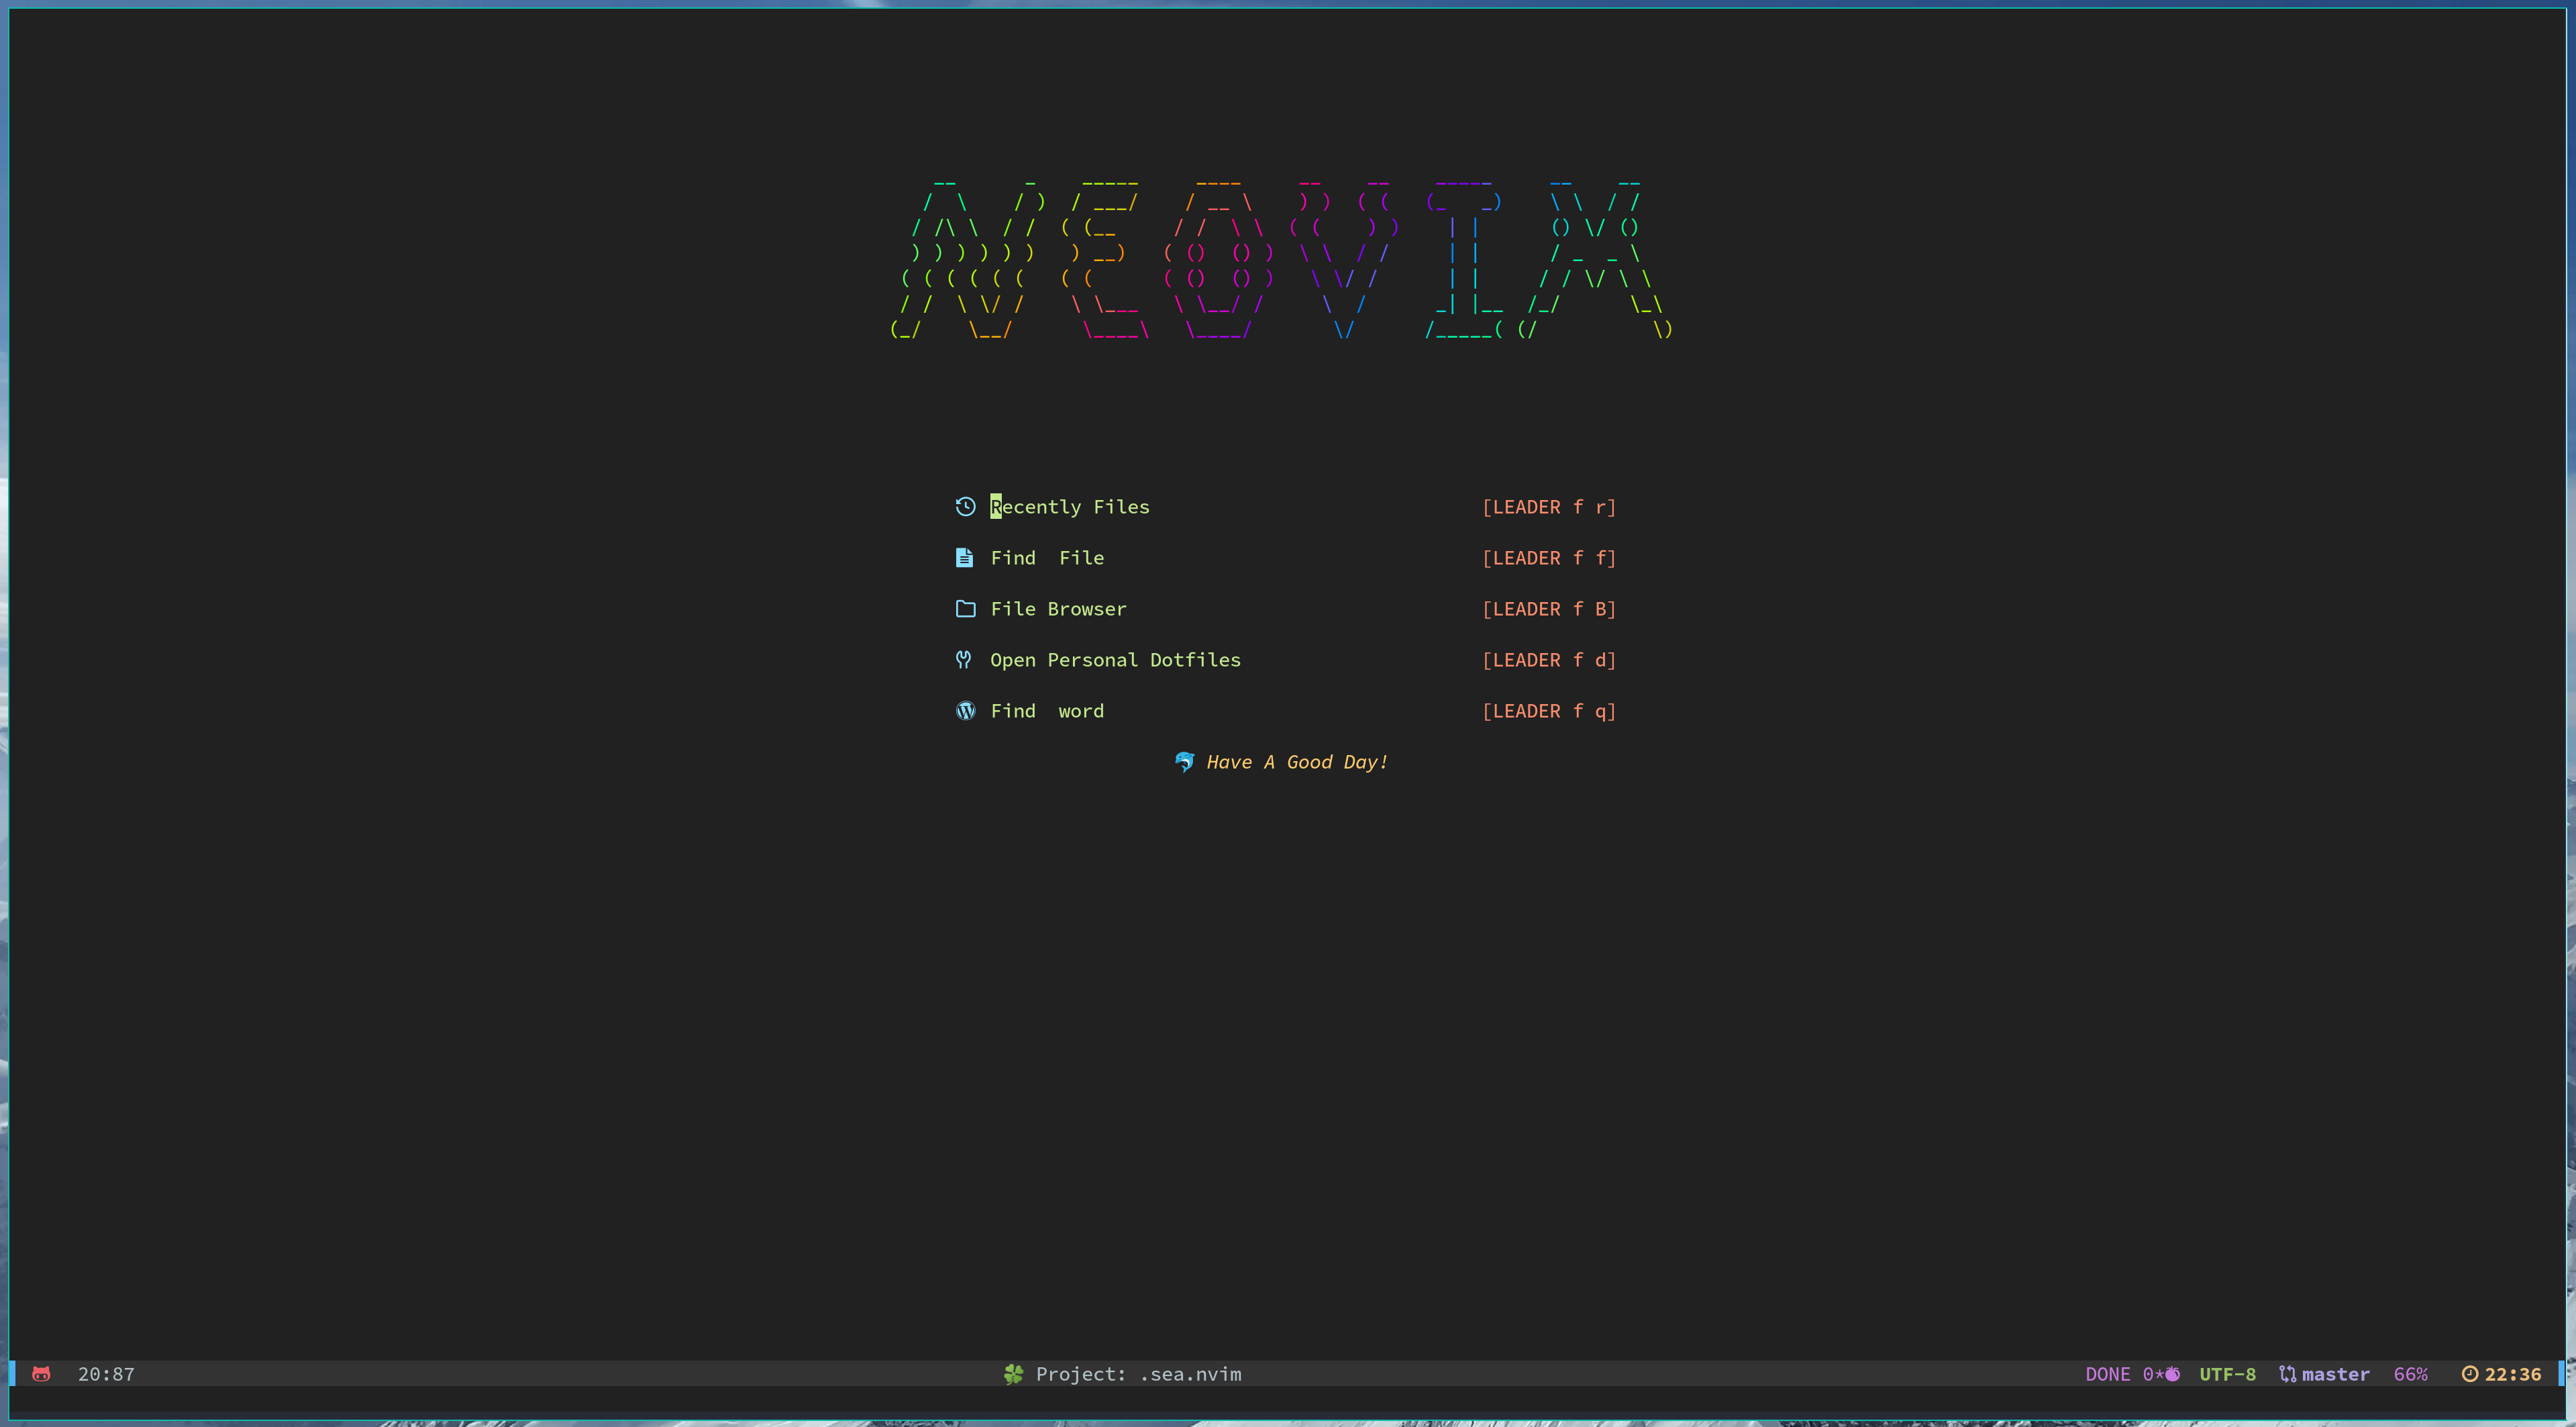 NEOVIM
Recently Files [LEADER f r]
Find  File [LEADER f f]
File Browser [LEADER f B]
Open Personal Dotfiles [LEADER f d]
Find  word [LEADER f q]
Have A Good Day!
20:87 Project: .sea.nvim DONE 0* UTF-8 master 66% 22:36